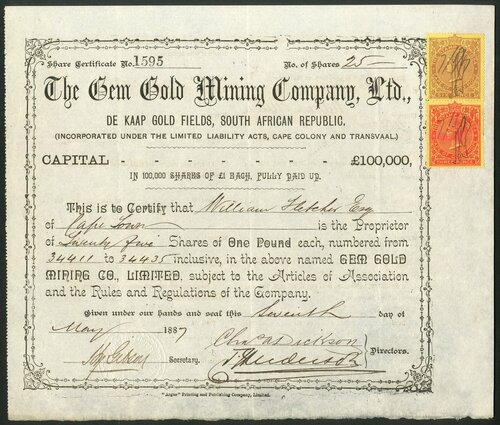 Share Certificate No. 1595 No. of Shares 25
The Gem Gold Mining Company, Ltd.,
DE KAAP GOLD FIELDS, SOUTH AFRICAN REPUBLIC.
(INCORPORATED UNDER THE LIMITED LIABILITY ACTS, CAPE COLONY AND TRANSVAAL.)
CAPITAL - - - - - - - £100,000,
IN 100,000 SHARES OF £1 EACH, FULLY PAID UP.
This is to Certify that William Fletcher Esq
of Cape Town is the Proprietor
of Twenty Five Shares of One Pound each, numbered from
34411 to 34435 inclusive, in the above named GEM GOLD
MINING CO., LIMITED, subject to the Articles of Association
and the Rules and Regulations of the Company.
Given under our hands and seal this Seventh day of
May 1887
Chas Dickson
Secretary. Directors.
"Argus" Printing and Publishing Company, Limited.